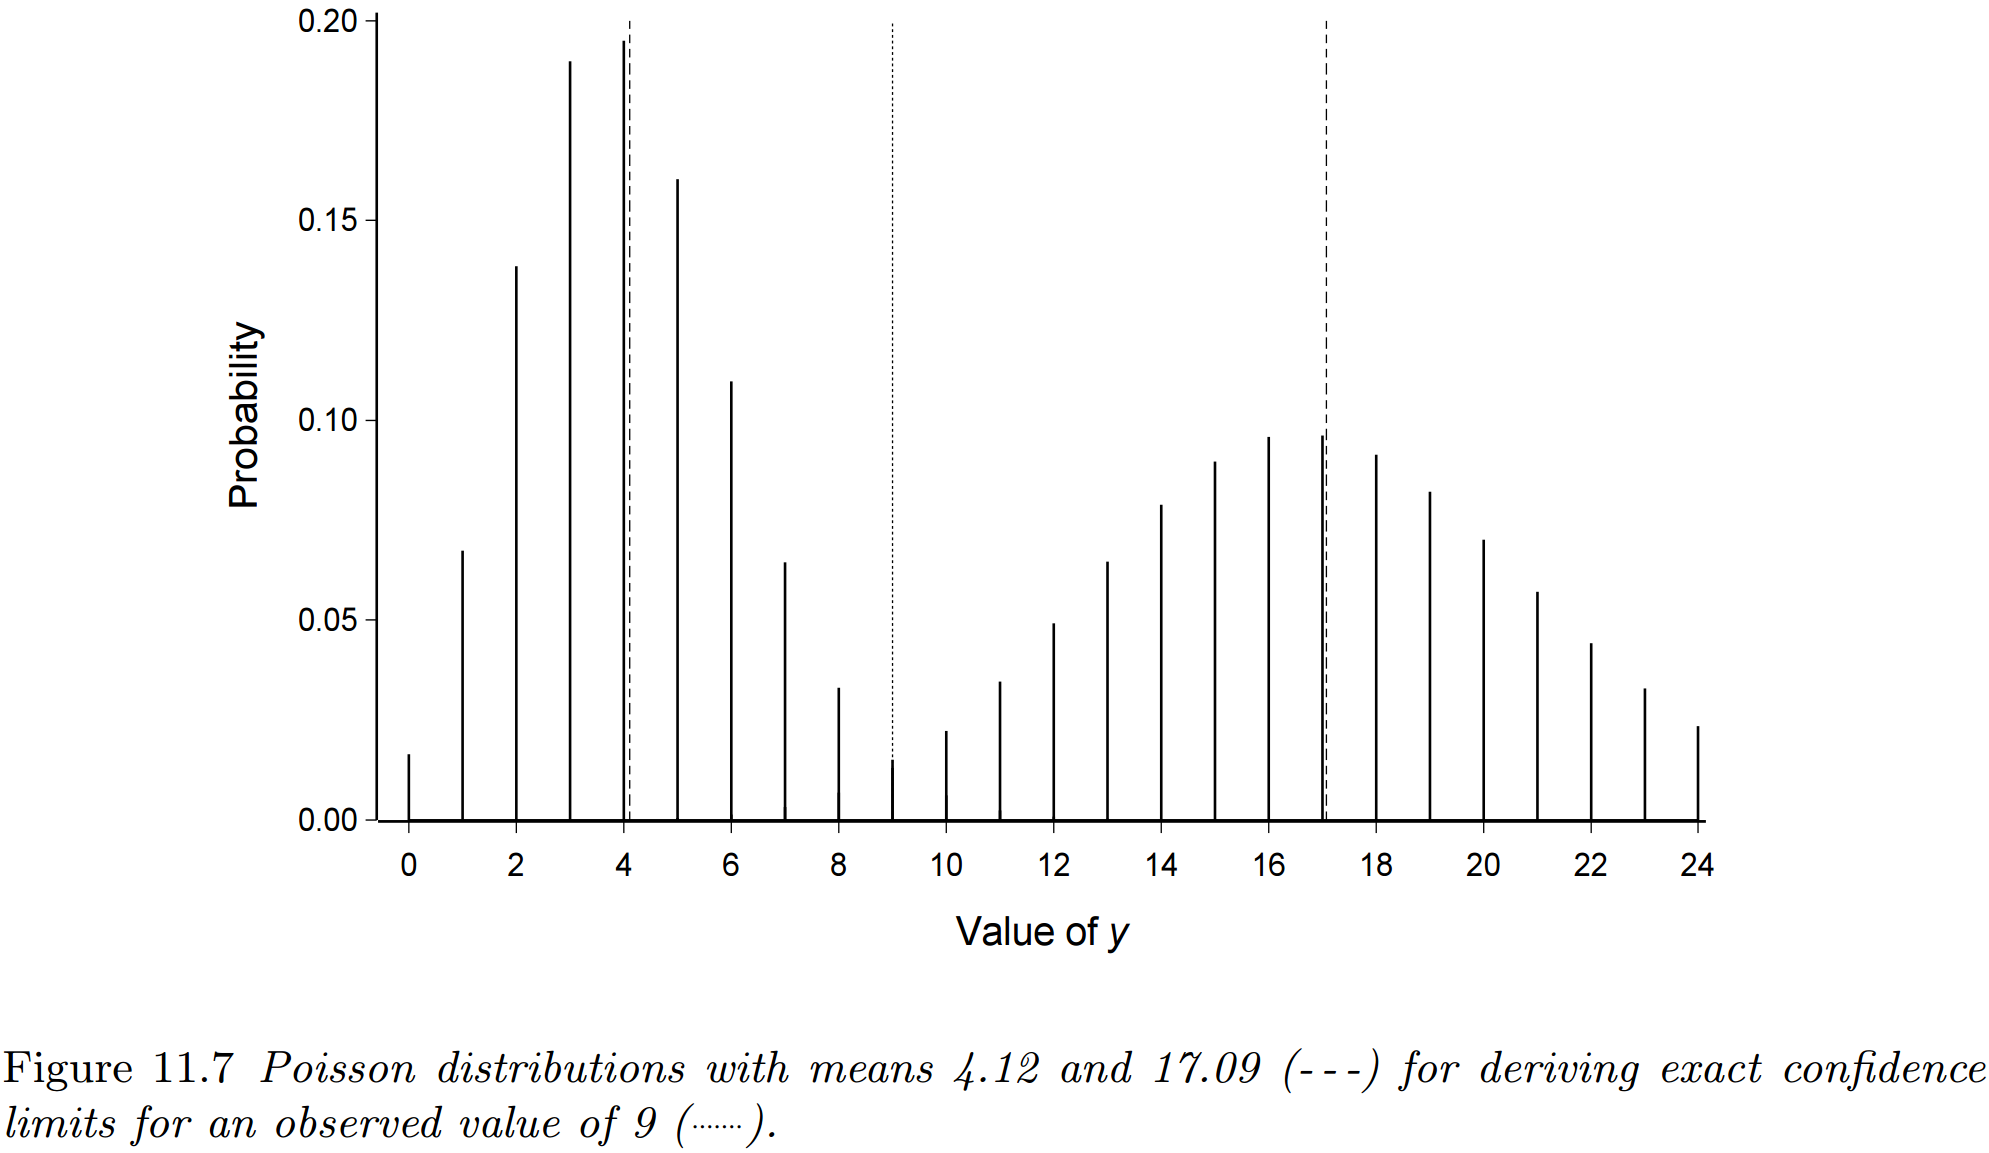 0.20
0.15
0.10
0.05
0.00
Probability
0 2 4 6 8 10 12 14 16 18 20 22 24
Value of y
Figure 11.7 Poisson distributions with means 4.12 and 17.09 (- - -) for deriving exact confidence
limits for an observed value of 9 (.......).